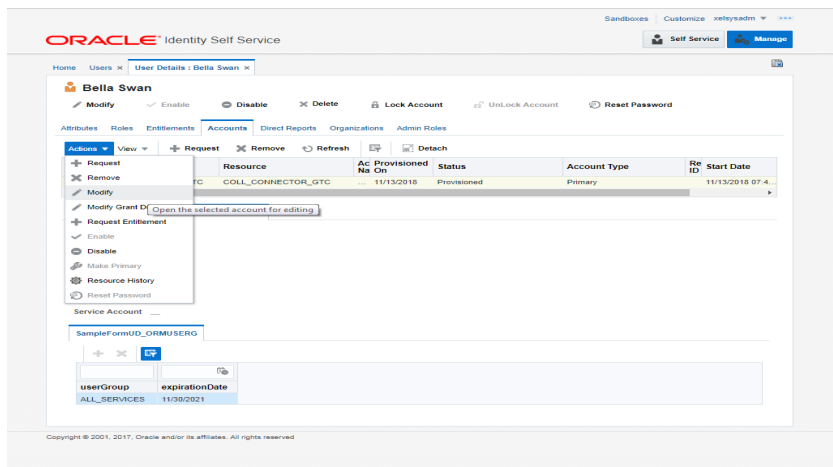 Sandboxes Customize xelsysadm
ORACLE Identity Self Service
Self Service Manage
Home Users × User Details : Bella Swan ×
Bella Swan
Modify Enable Disable Delete Lock Account UnLock Account Reset Password
Attributes Roles Entitlements Accounts Direct Reports Organizations Admin Roles
Actions View Request Remove Refresh Detach
Resource Ac Na Provisioned On Status Account Type Re ID Start Date
TC COLL_CONNECTOR_GTC ... 11/13/2018 Provisioned Primary 11/13/2018 07:4...
Request
Remove
Modify
Modify Grant D
Open the selected account for editing
Request Entitlement
Enable
Disable
Make Primary
Resource History
Reset Password
Service Account
SampleFormUD_ORMUSERG
userGroup expirationDate
ALL_SERVICES 11/30/2021
Copyright © 2001, 2017, Oracle and/or its affiliates. All rights reserved